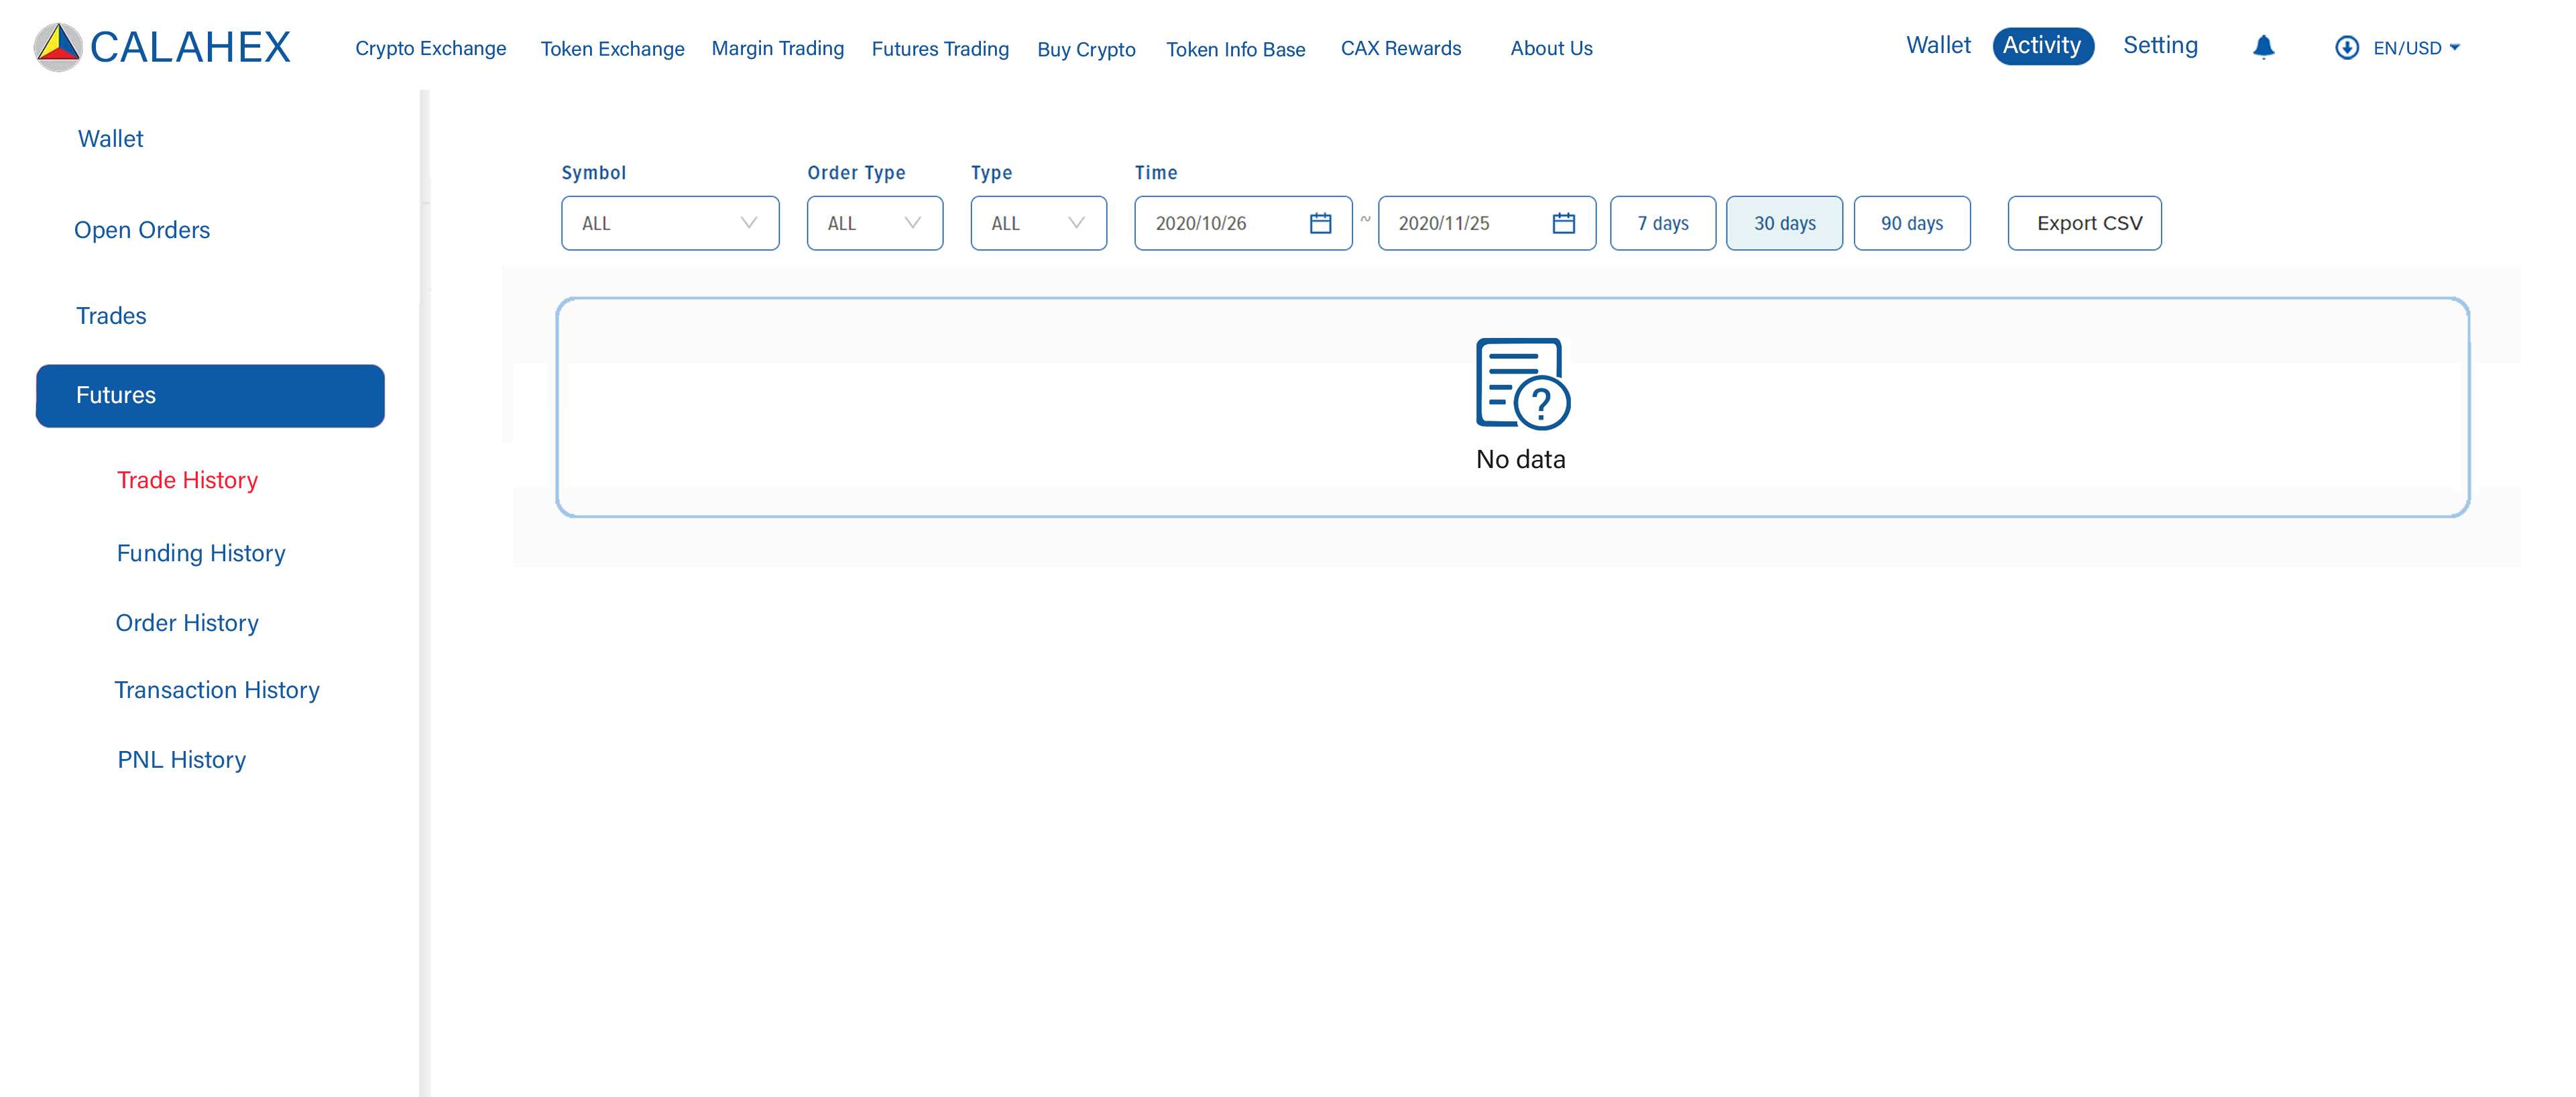 CALAHEX
Crypto Exchange
Token Exchange
Margin Trading
Futures Trading
Buy Crypto
Token Info Base
CAX Rewards
About Us
Wallet
Activity
Setting
EN/USD
Wallet
Open Orders
Trades
Futures
Trade History
Funding History
Order History
Transaction History
PNL History
Symbol
Order Type
Type
Time
ALL
ALL
ALL
2020/10/26
~
2020/11/25
7 days
30 days
90 days
Export CSV
?
No data